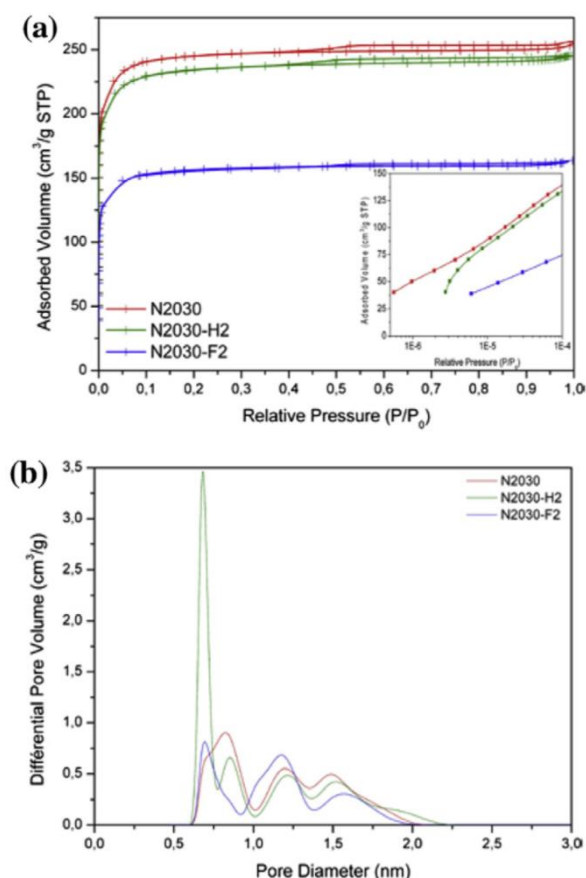 (a)
250
200
150
100
50
0
0,0 0,1 0,2 0,3 0,4 0,5 0,6 0,7 0,8 0,9 1,0
Adsorbed Volunme (cm³/g STP)
Relative Pressure (P/P₀)
N2030
N2030-H2
N2030-F2
150
125
100
75
50
25
0
1E-6 1E-5 1E-4
Adsorbed Volume (cm³/g STP)
Relative Pressure (P/P₀)
(b)
3,5
3,0
2,5
2,0
1,5
1,0
0,5
0,0
0,0 0,5 1,0 1,5 2,0 2,5 3,0
Différential Pore Volume (cm³/g)
Pore Diameter (nm)
N2030
N2030-H2
N2030-F2